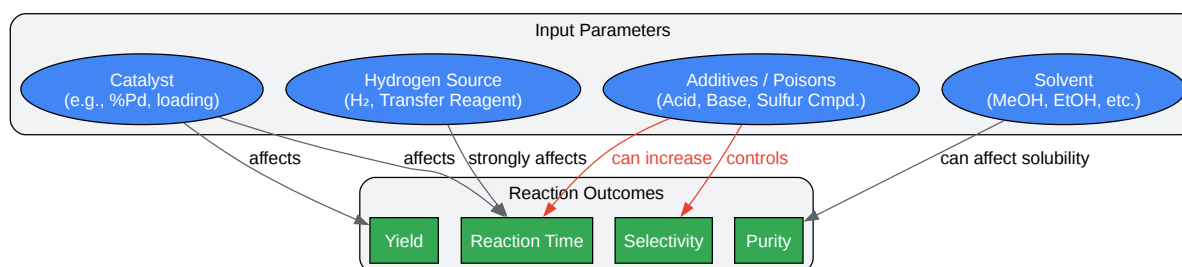 Input Parameters
Catalyst
(e.g., %Pd, loading)
Hydrogen Source
(H₂, Transfer Reagent)
Additives / Poisons
(Acid, Base, Sulfur Cmpd.)
Solvent
(MeOH, EtOH, etc.)
affects
affects
strongly affects
can increase
controls
can affect solubility
Reaction Outcomes
Yield
Reaction Time
Selectivity
Purity